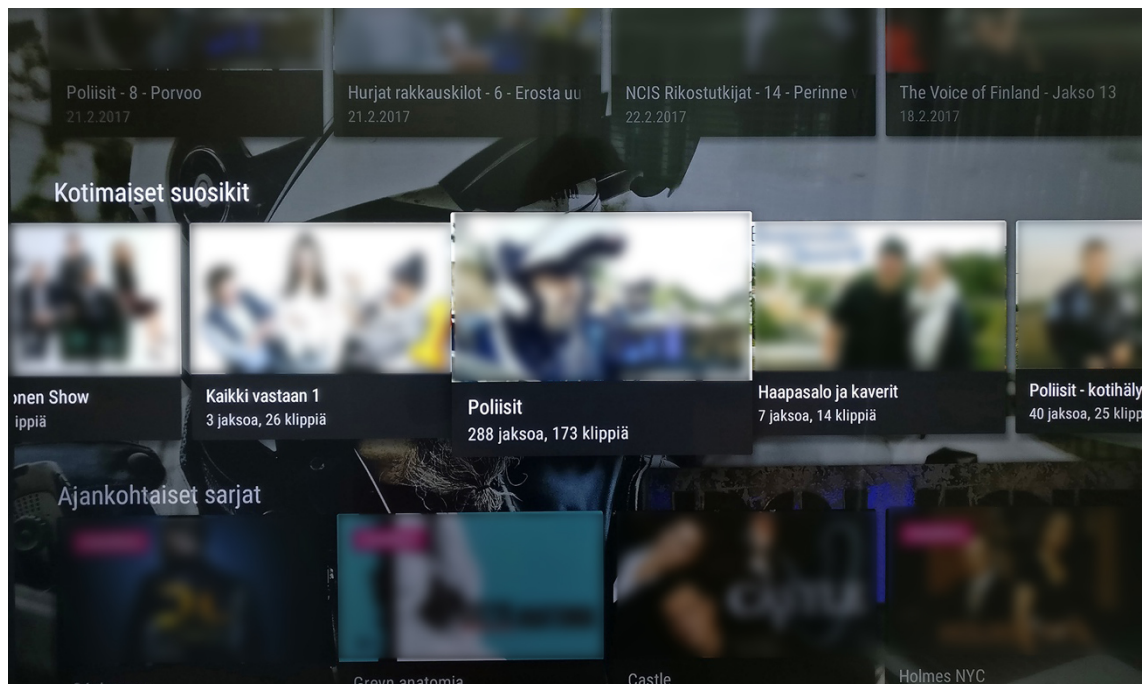 Poliisit - 8 - Porvoo
21.2.2017
Hurjat rakkauskilot - 6 - Erosta uu
21.2.2017
NCIS Rikostutkijat - 14 - Perinne v
22.2.2017
The Voice of Finland - Jakso 13
18.2.2017
Kotimaiset suosikit
onen Show
ippiä
Kaikki vastaan 1
3 jaksoa, 26 klippiä
Poliisit
288 jaksoa, 173 klippiä
Haapasalo ja kaverit
7 jaksoa, 14 klippiä
Poliisit - kotihäly
40 jaksoa, 25 klipp
Ajankohtaiset sarjat
CASTLE
Greyn anatomia
Castle
Holmes NYC